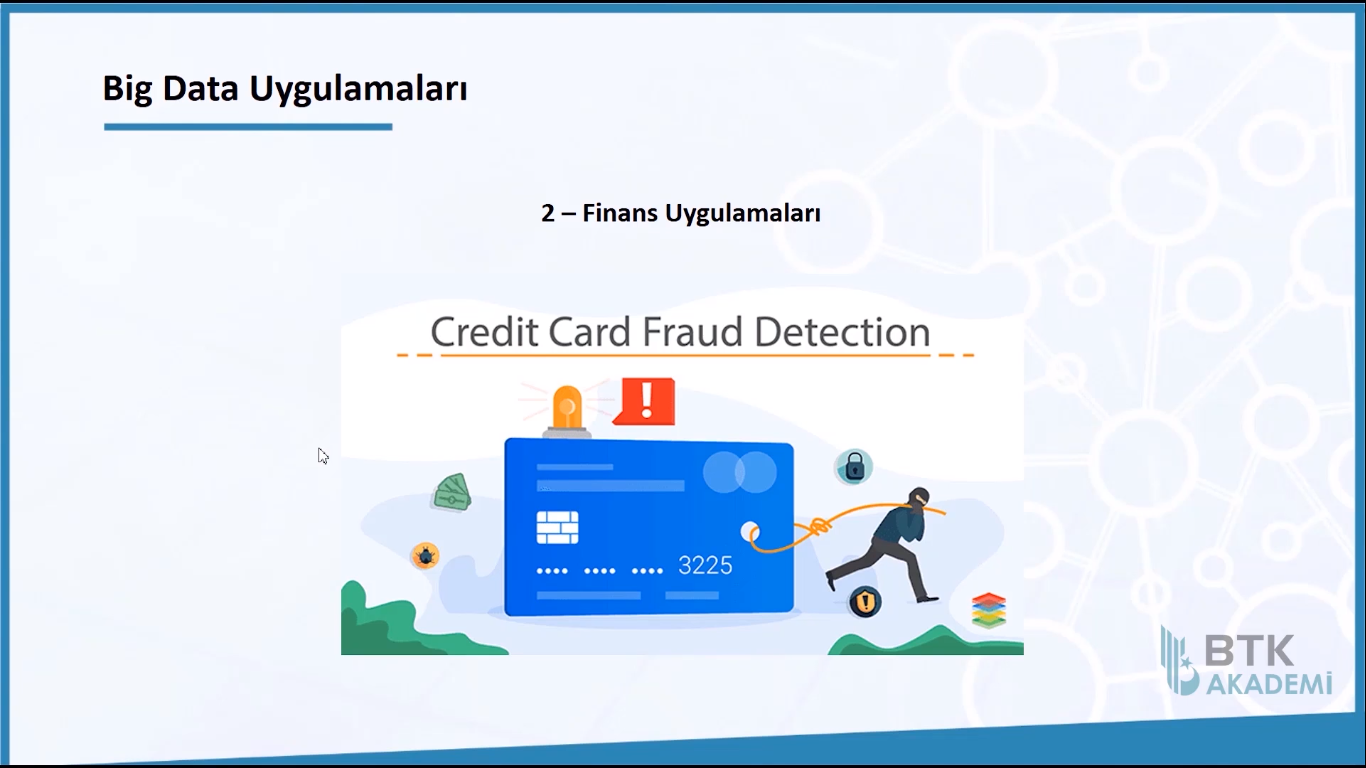 Big Data Uygulamaları
2 – Finans Uygulamaları
Credit Card Fraud Detection
!
•••• •••• •••• 3225
!
BTK
AKADEMİ